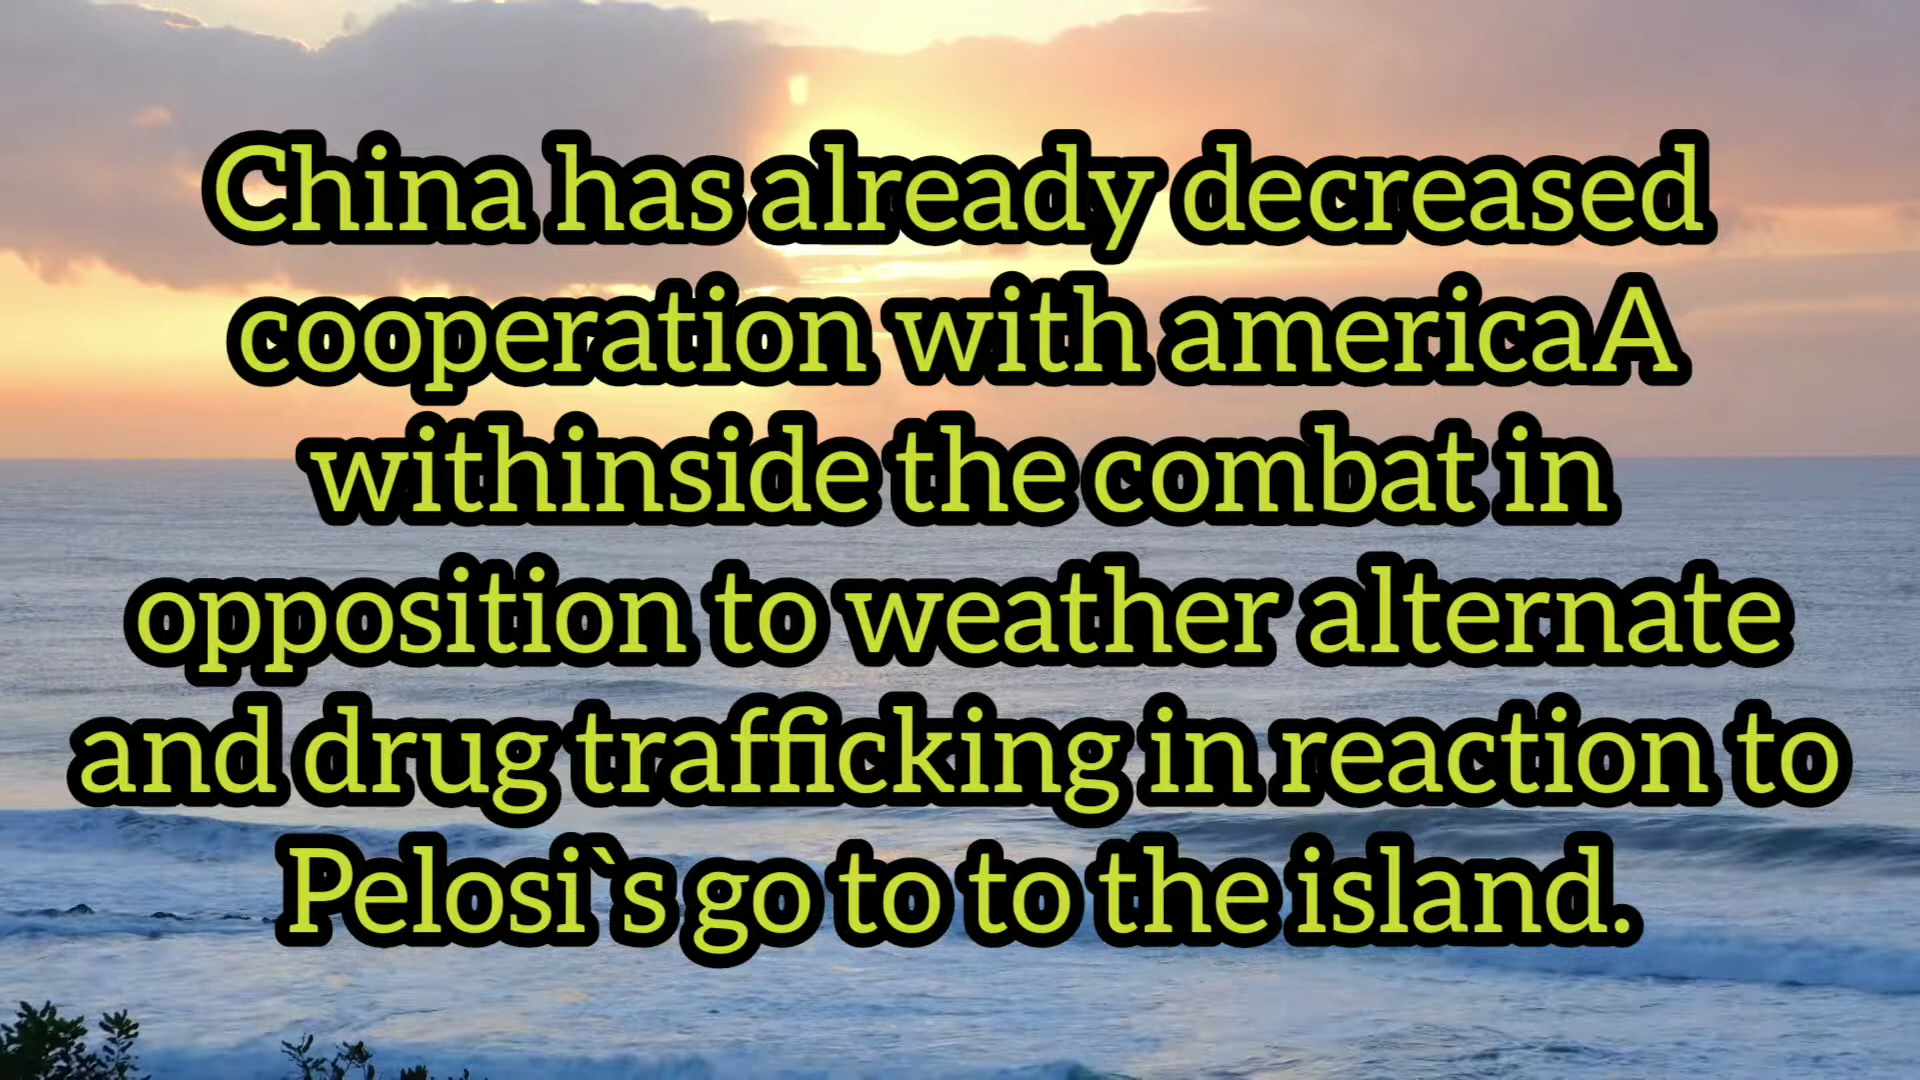 China has already decreased
cooperation with americaA
withinside the combat in
opposition to weather alternate
and drug trafficking in reaction to
Pelosi`s go to to the island.